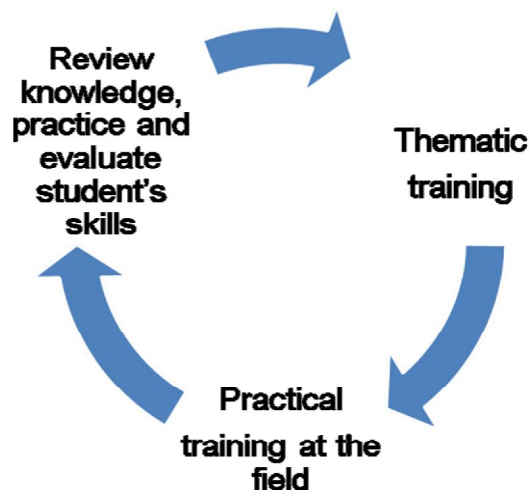 Review
knowledge,
practice and
evaluate
student's
skills
Thematic
training
Practical
training at the
field